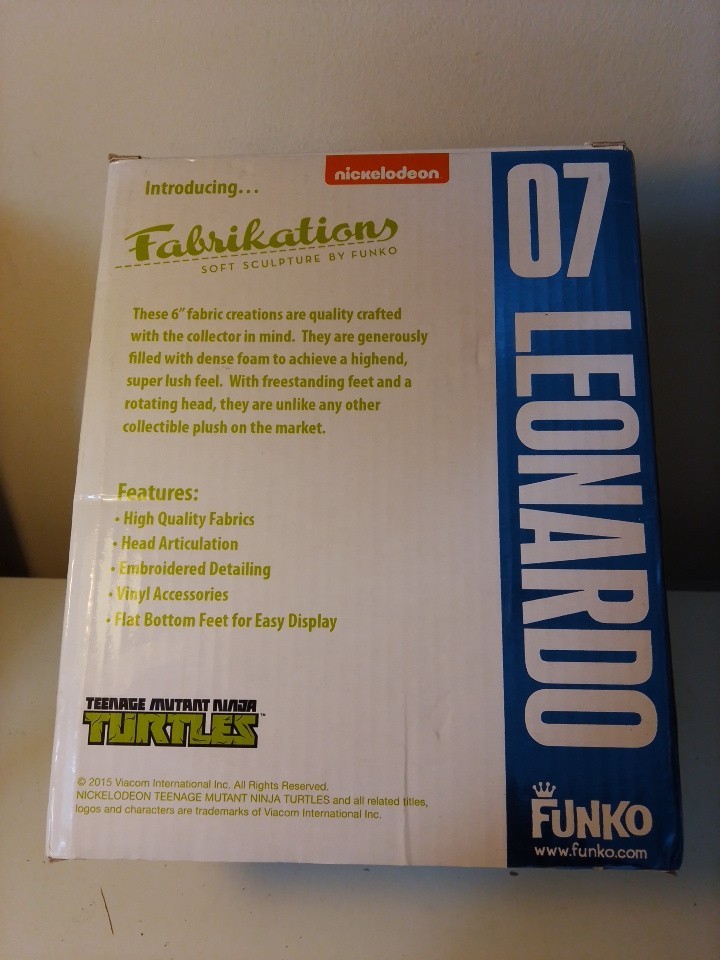 Introducing...
nickelodeon
Fabrikations
SOFT SCULPTURE BY FUNKO
These 6" fabric creations are quality crafted
with the collector in mind. They are generously
filled with dense foam to achieve a highend,
super lush feel. With freestanding feet and a
rotating head, they are unlike any other
collectible plush on the market.
Features:
• High Quality Fabrics
• Head Articulation
• Embroidered Detailing
• Vinyl Accessories
• Flat Bottom Feet for Easy Display
TEENAGE MUTANT NINJA
TURTLES™
© 2015 Viacom International Inc. All Rights Reserved.
NICKELODEON TEENAGE MUTANT NINJA TURTLES and all related titles,
logos and characters are trademarks of Viacom International Inc.
07 LEONARDO
FUNKO
www.funko.com